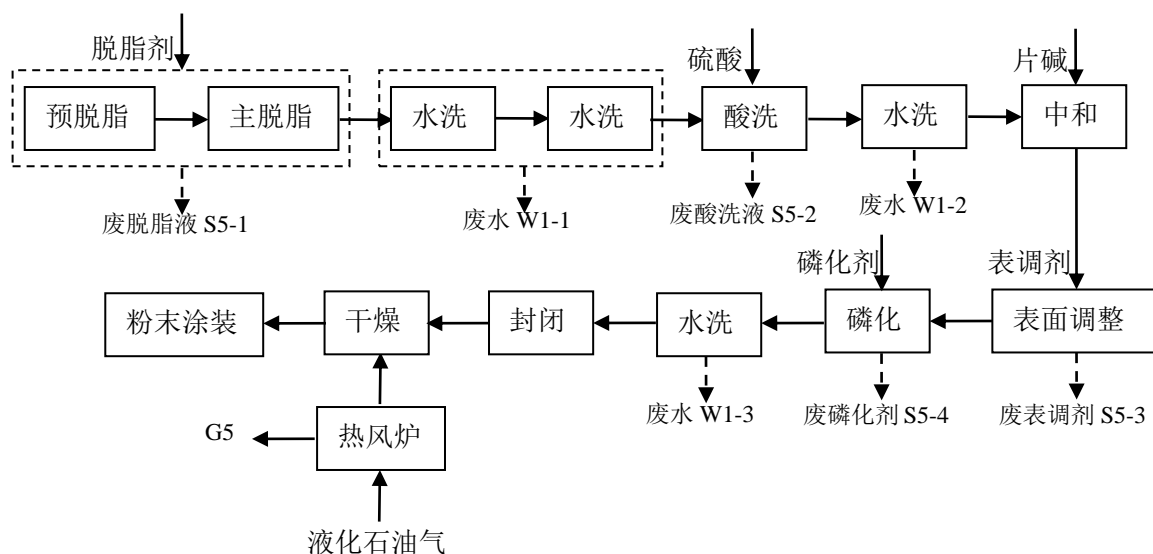 脱脂剂
硫酸
片碱
预脱脂
主脱脂
水洗
水洗
酸洗
水洗
中和
废脱脂液 S5-1
废水 W1-1
废酸洗液 S5-2
废水 W1-2
磷化剂
表调剂
粉末涂装
干燥
封闭
水洗
磷化
表面调整
废水 W1-3
废磷化剂 S5-4
废表调剂 S5-3
G5
热风炉
液化石油气